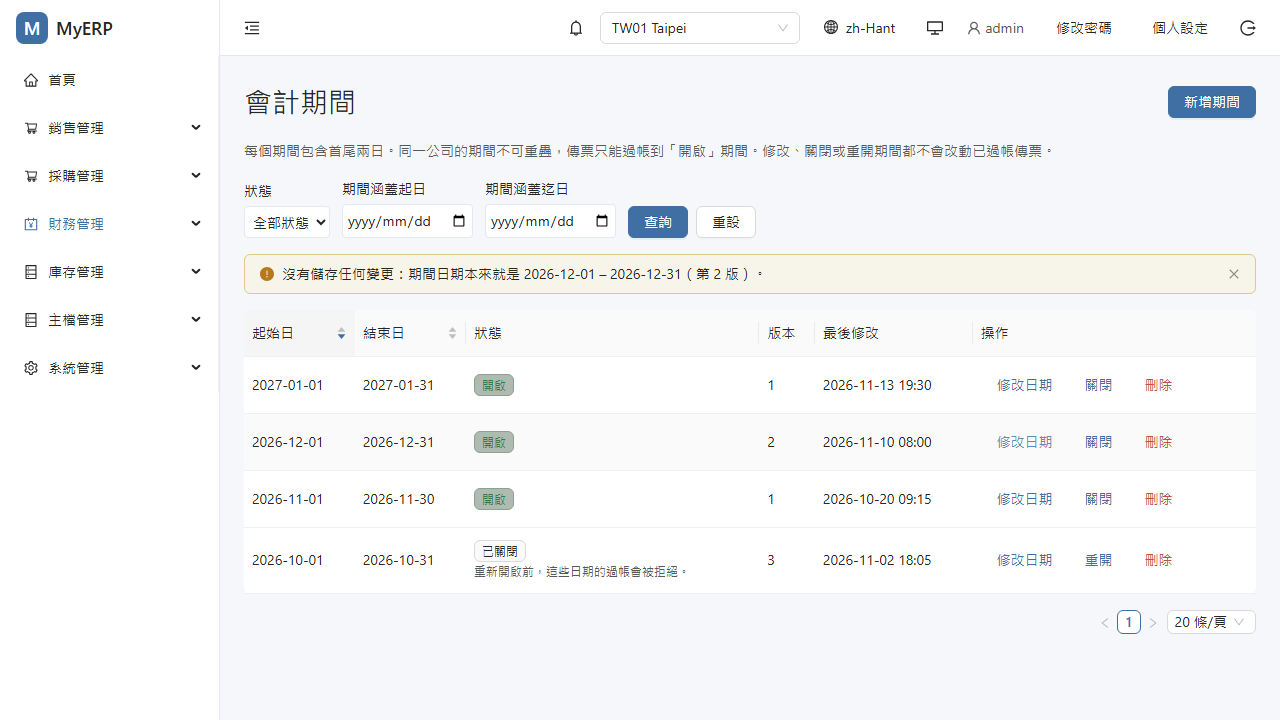 M MyERP
TW01 Taipei
zh-Hant
admin
修改密碼
個人設定
首頁
銷售管理
採購管理
財務管理
庫存管理
主檔管理
系統管理
會計期間
新增期間
每個期間包含首尾兩日。同一公司的期間不可重疊，傳票只能過帳到「開啟」期間。修改、關閉或重開期間都不會改動已過帳傳票。
狀態
期間涵蓋起日
期間涵蓋迄日
全部狀態
yyyy/mm/dd
yyyy/mm/dd
查詢
重設
沒有儲存任何變更：期間日期本來就是 2026-12-01 – 2026-12-31（第 2 版）。
起始日 結束日 狀態 版本 最後修改 操作
2027-01-01 2027-01-31 開啟 1 2026-11-13 19:30 修改日期 關閉 刪除
2026-12-01 2026-12-31 開啟 2 2026-11-10 08:00 修改日期 關閉 刪除
2026-11-01 2026-11-30 開啟 1 2026-10-20 09:15 修改日期 關閉 刪除
2026-10-01 2026-10-31 已關閉 3 2026-11-02 18:05 修改日期 重開 刪除
重新開啟前，這些日期的過帳會被拒絕。
1
20 條/頁